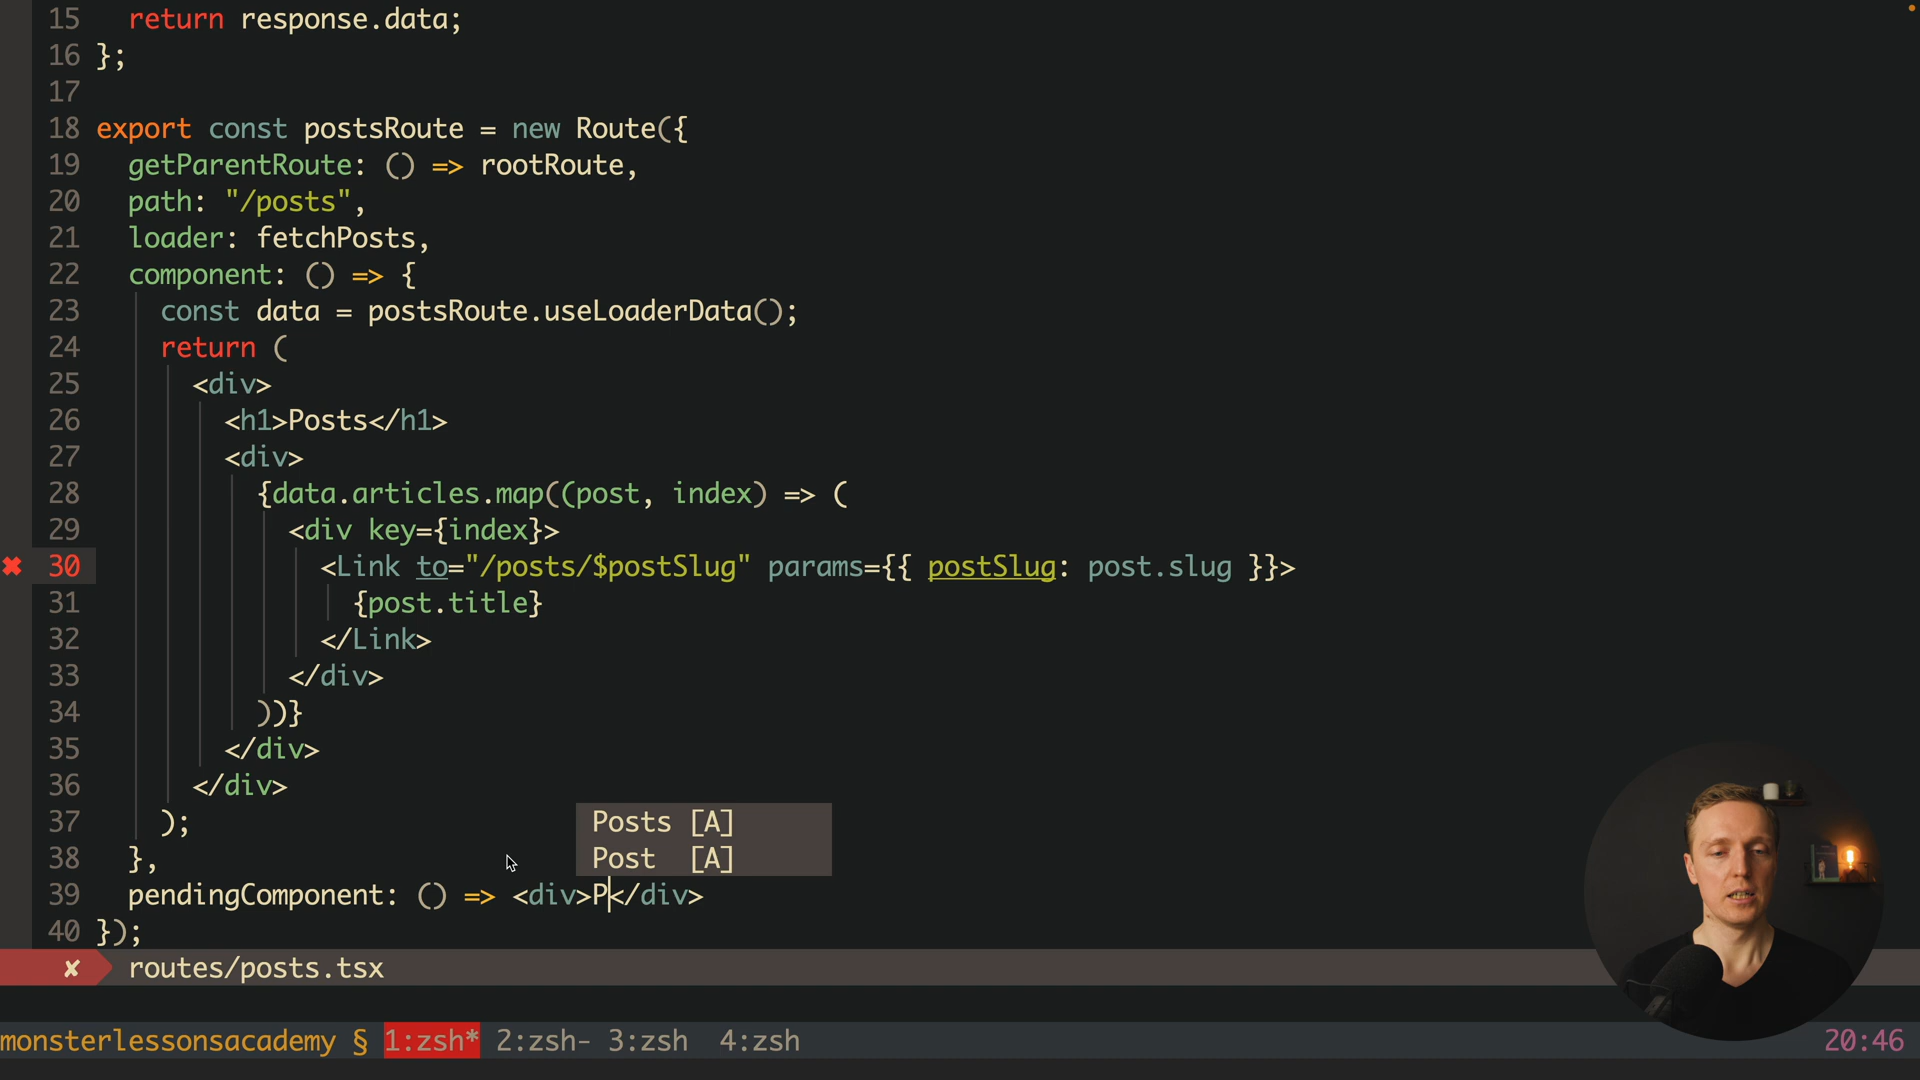 15 return response.data;
16 };
17
18 export const postsRoute = new Route({
19 getParentRoute: () => rootRoute,
20 path: "/posts",
21 loader: fetchPosts,
22 component: () => {
23 const data = postsRoute.useLoaderData();
24 return (
25 <div>
26 <h1>Posts</h1>
27 <div>
28 {data.articles.map((post, index) => (
29 <div key={index}>
✖ 30 <Link to="/posts/$postSlug" params={{ postSlug: post.slug }}>
31 {post.title}
32 </Link>
33 </div>
34 ))}
35 </div>
36 </div>
37 );
Posts [A]
38 },
Post [A]
39 pendingComponent: () => <div>P</div>
40 });
✘ routes/posts.tsx
monsterlessonsacademy § 1:zsh* 2:zsh- 3:zsh 4:zsh 20:46